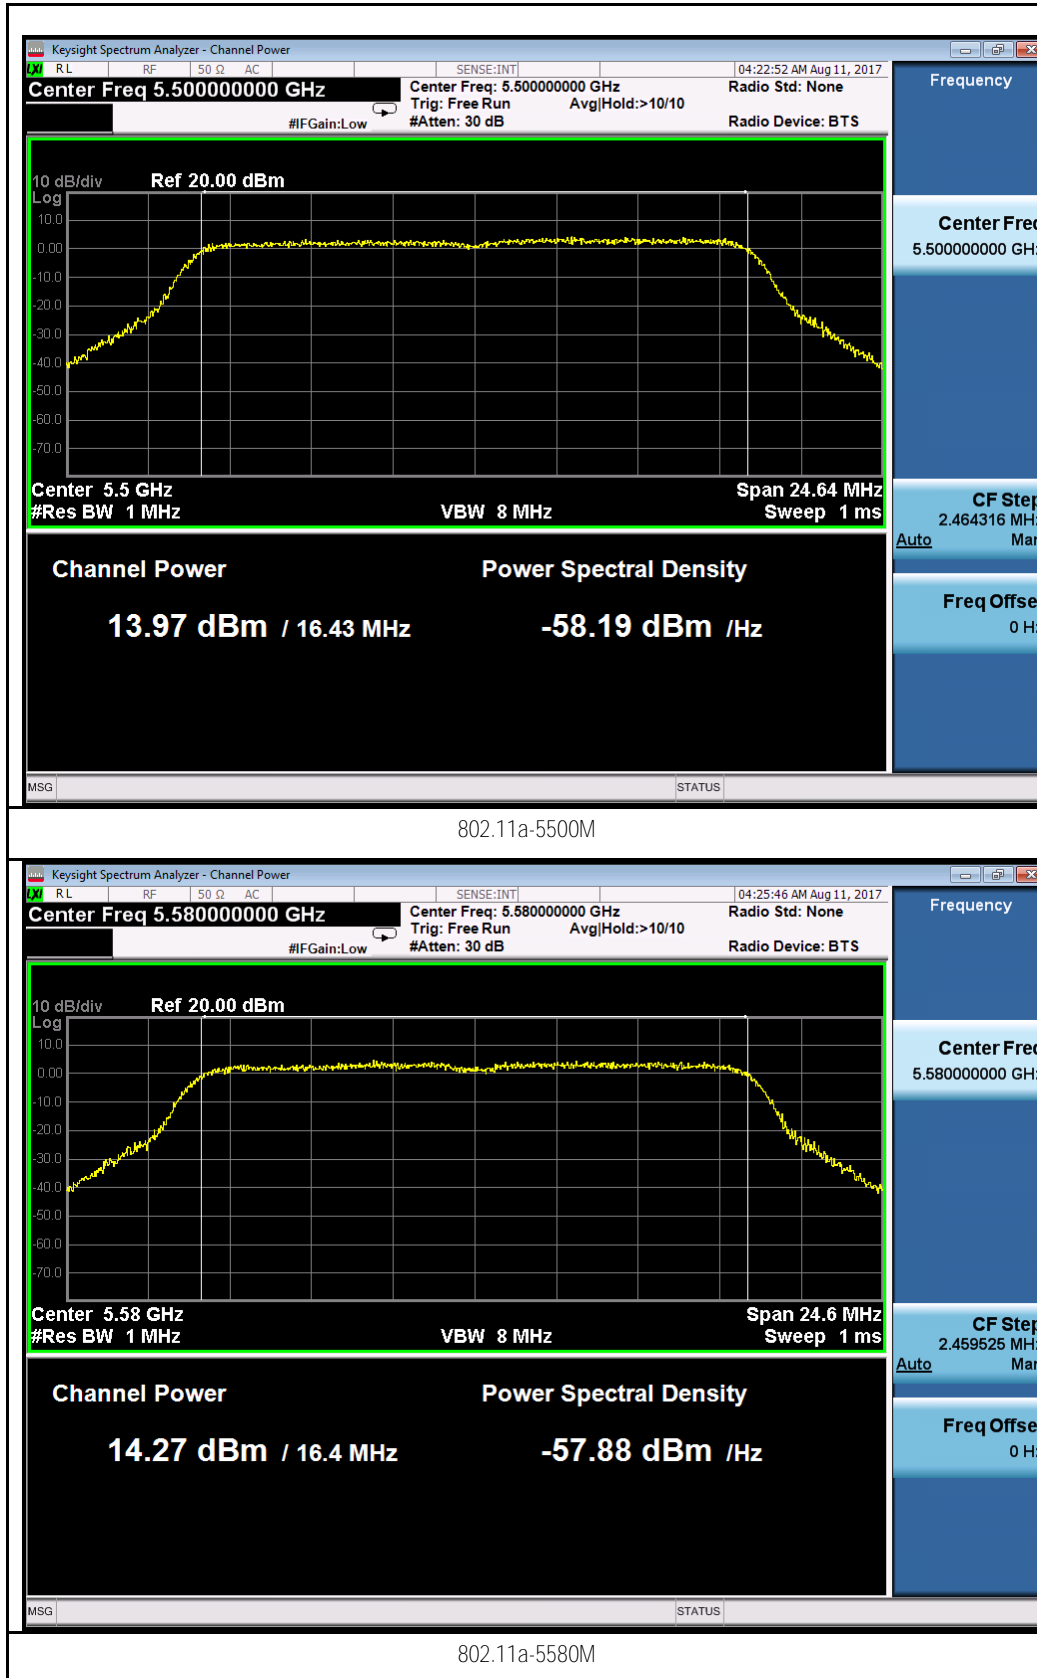 Keysight Spectrum Analyzer - Channel Power
LXI RL RF 50 Ω AC SENSE:INT 04:22:52 AM Aug 11, 2017
Center Freq 5.500000000 GHz
Center Freq: 5.500000000 GHz
Radio Std: None
Trig: Free Run Avg|Hold:>10/10
#IFGain:Low
#Atten: 30 dB
Radio Device: BTS
Frequency
10 dB/div Ref 20.00 dBm
Log
10.0
0.00
-10.0
-20.0
-30.0
-40.0
-50.0
-60.0
-70.0
Center 5.5 GHz Span 24.64 MHz
#Res BW 1 MHz VBW 8 MHz Sweep 1 ms
Center Freq
5.500000000 GHz
CF Step
2.464316 MHz
Auto Man
Freq Offse
0 Hz
Channel Power Power Spectral Density
13.97 dBm / 16.43 MHz -58.19 dBm /Hz
MSG STATUS
802.11a-5500M
Keysight Spectrum Analyzer - Channel Power
LXI RL RF 50 Ω AC SENSE:INT 04:25:46 AM Aug 11, 2017
Center Freq 5.580000000 GHz
Center Freq: 5.580000000 GHz
Radio Std: None
Trig: Free Run Avg|Hold:>10/10
#IFGain:Low
#Atten: 30 dB
Radio Device: BTS
Frequency
10 dB/div Ref 20.00 dBm
Log
10.0
0.00
-10.0
-20.0
-30.0
-40.0
-50.0
-60.0
-70.0
Center 5.58 GHz Span 24.6 MHz
#Res BW 1 MHz VBW 8 MHz Sweep 1 ms
Center Freq
5.580000000 GHz
CF Step
2.459525 MHz
Auto Man
Freq Offse
0 Hz
Channel Power Power Spectral Density
14.27 dBm / 16.4 MHz -57.88 dBm /Hz
MSG STATUS
802.11a-5580M